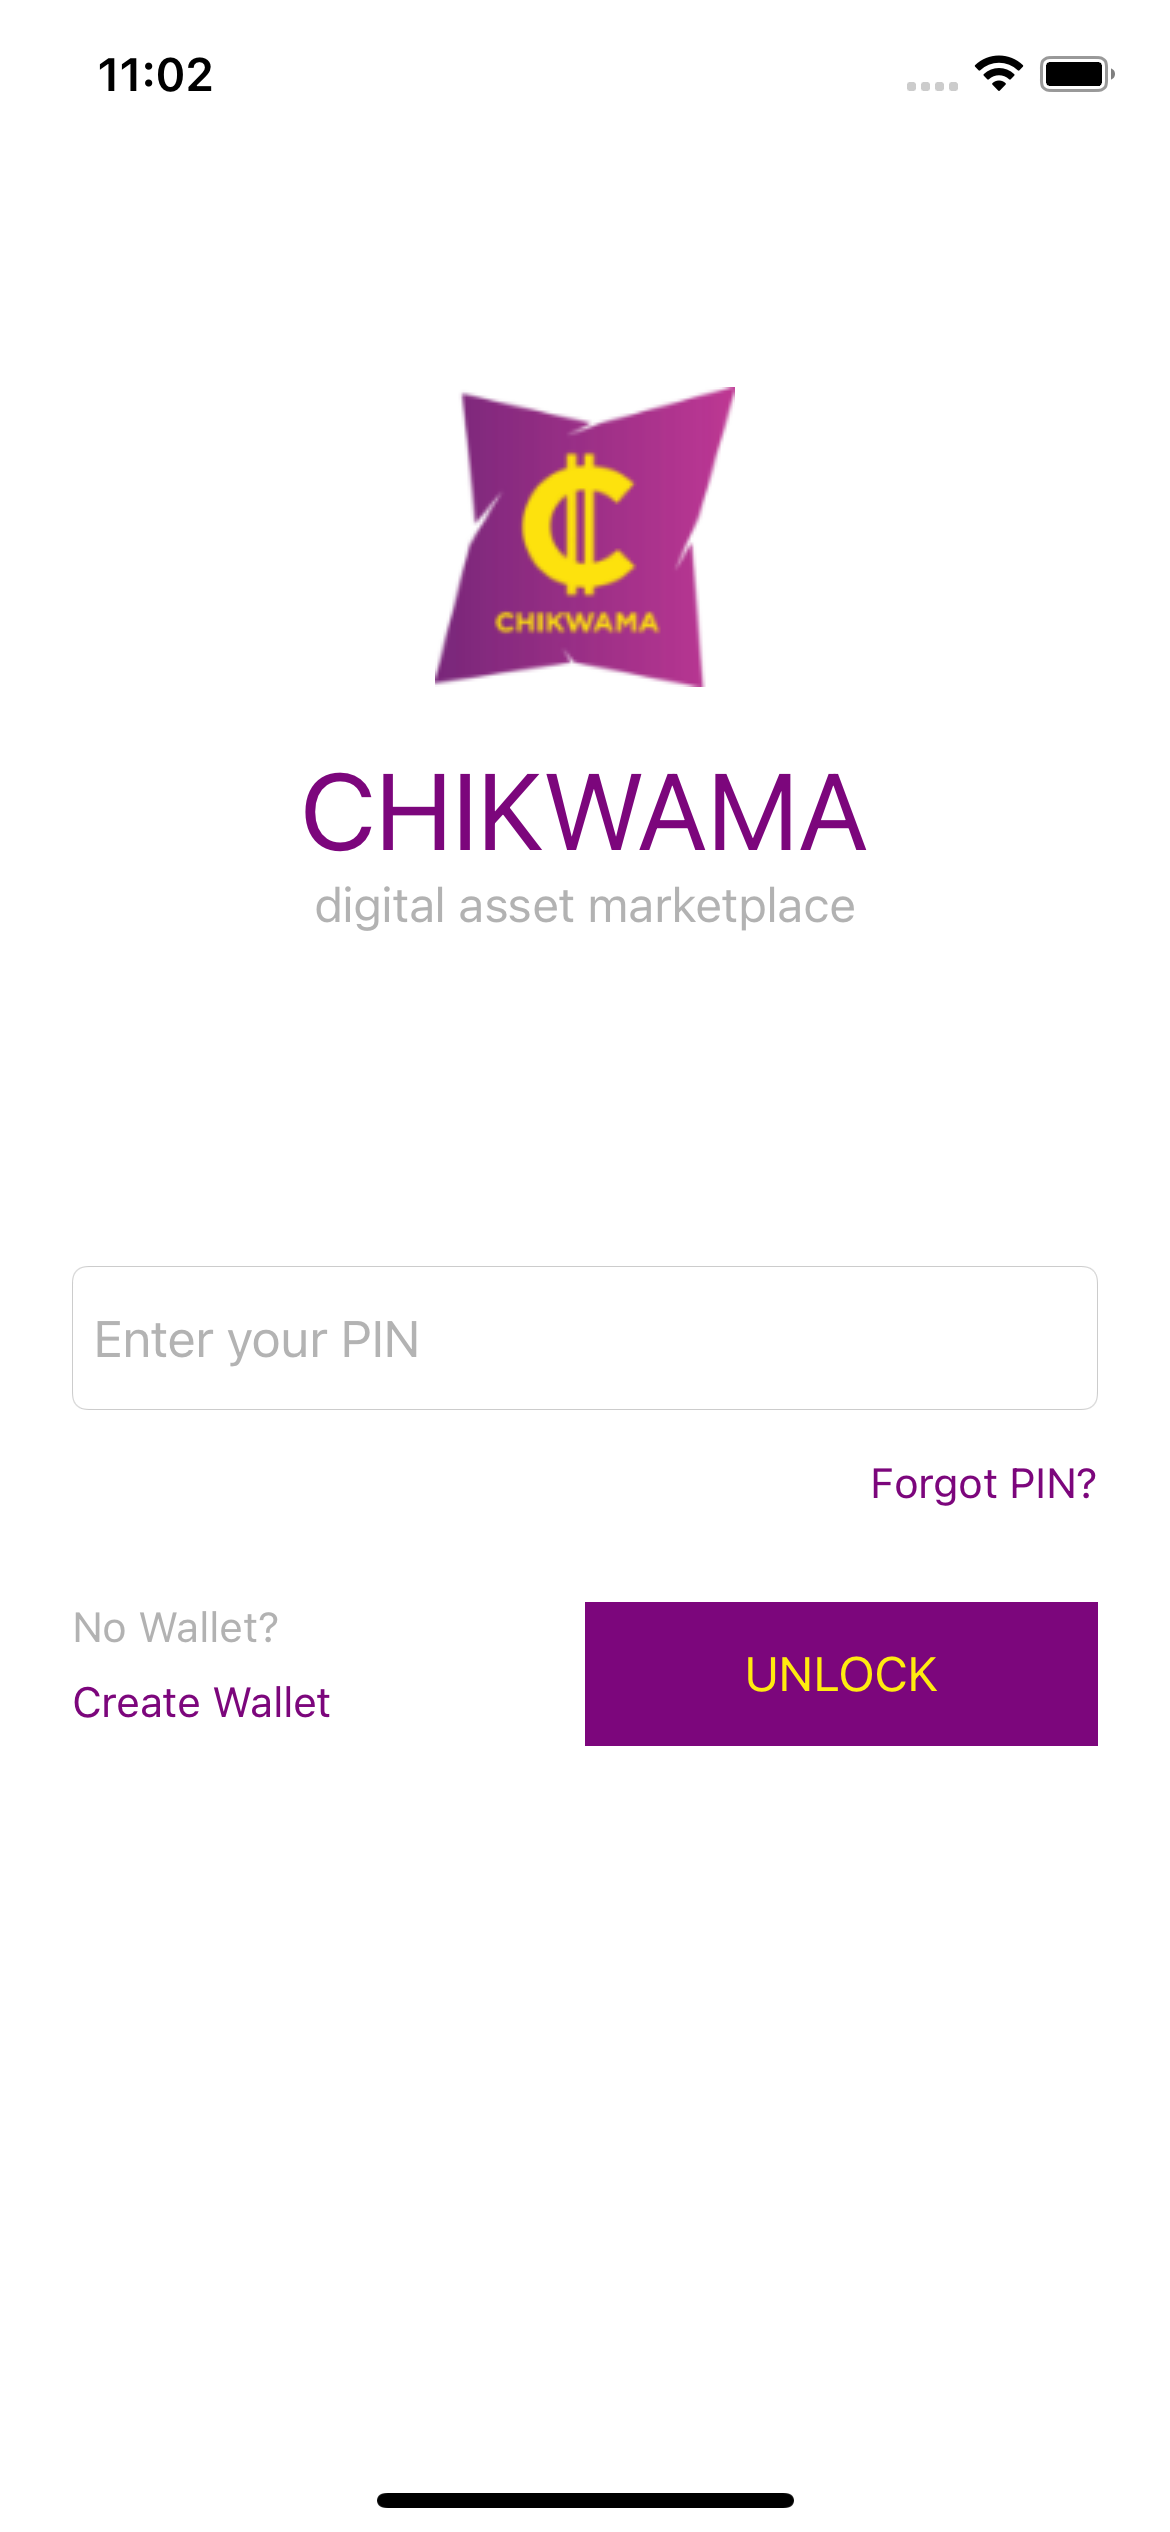 11:02
CHIKWAMA
CHIKWAMA
digital asset marketplace
Enter your PIN
Forgot PIN?
No Wallet?
Create Wallet
UNLOCK